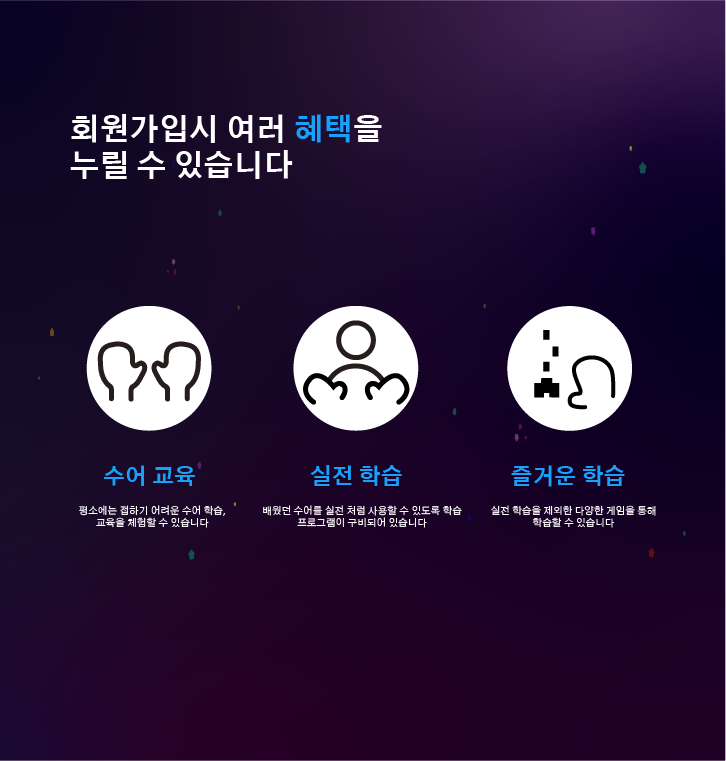 회원가입시 여러 혜택을
누릴 수 있습니다
수어 교육
평소에는 접하기 어려운 수어 학습,
교육을 체험할 수 있습니다
실전 학습
배웠던 수어를 실전 처럼 사용할 수 있도록 학습
프로그램이 구비되어 있습니다
즐거운 학습
실전 학습을 제외한 다양한 게임을 통해
학습할 수 있습니다